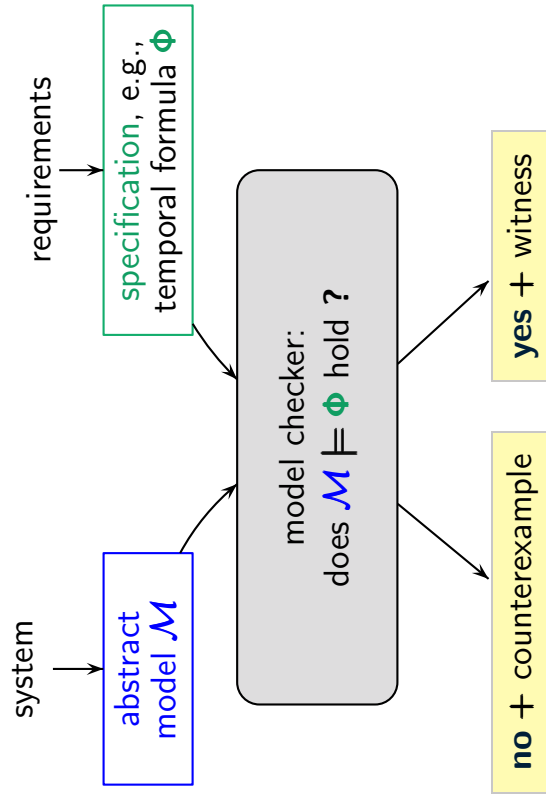 system
requirements
abstract
model 𝓜
specification, e.g.,
temporal formula Φ
model checker:
does 𝓜 ⊨ Φ hold ?
no + counterexample
yes + witness